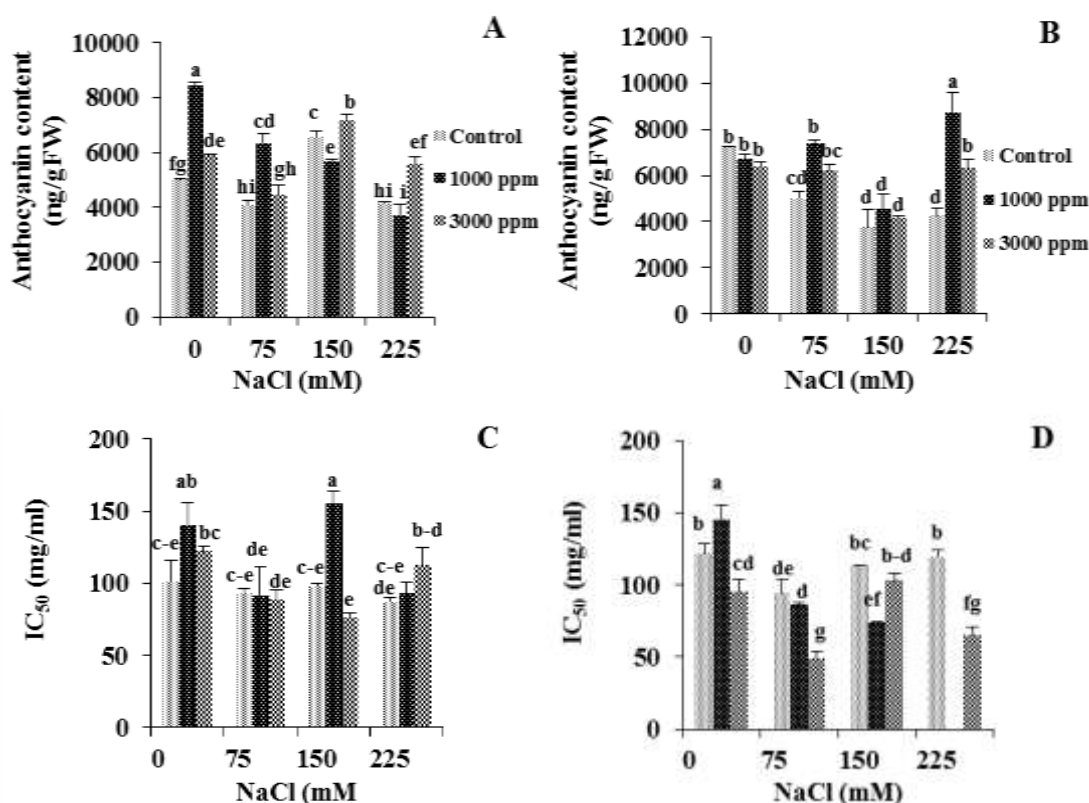 A
Anthocyanin content
(ng/gFW)
10000
8000
6000
4000
2000
0
fg a de
hi cd gh
c e b
hi i ef
Control
1000 ppm
3000 ppm
0 75 150 225
NaCl (mM)
B
Anthocyanin content
(ng/gFW)
12000
10000
8000
6000
4000
2000
0
b b b
cd b bc
d d d
d a b
Control
1000 ppm
3000 ppm
0 75 150 225
NaCl (mM)
C
IC50 (mg/ml)
200
150
100
50
0
c-e ab bc
c-e de de
c-e a e
de c-e b-d
0 75 150 225
NaCl (mM
D
IC50 (mg/ml)
200
150
100
50
0
b a cd
de d g
bc ef b-d
b fg
0 75 150 225
NaCl (mM)